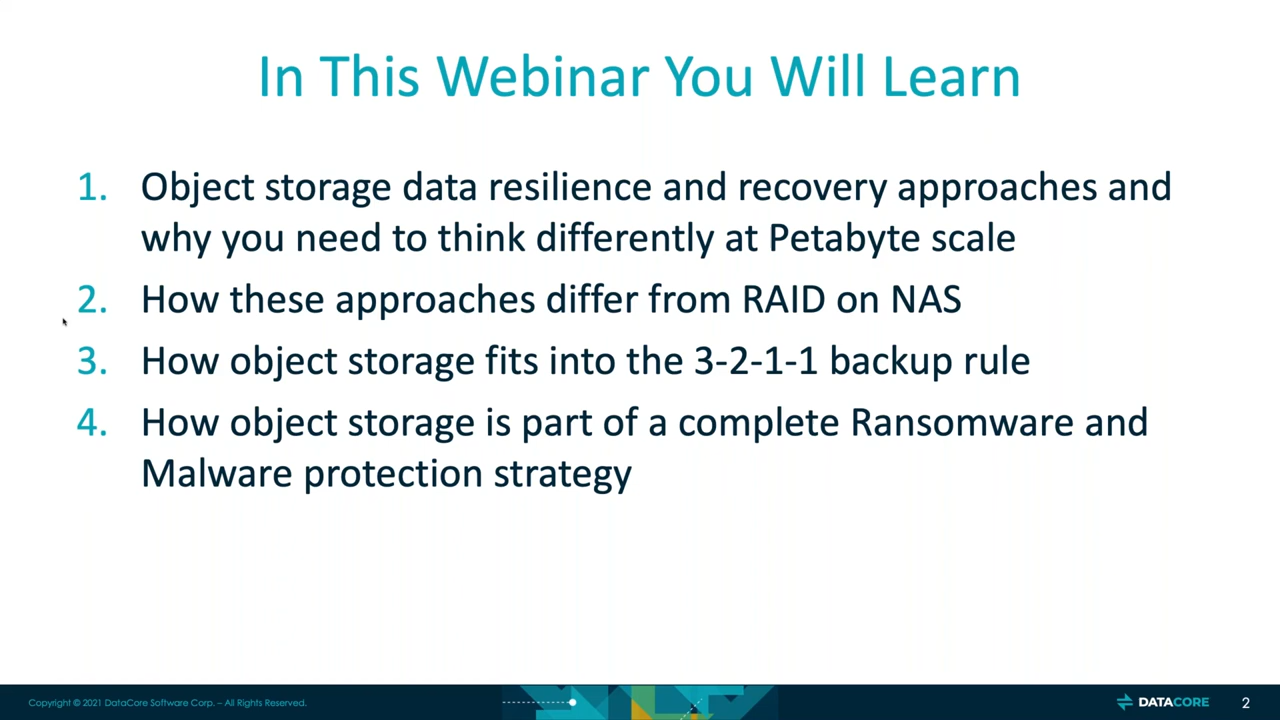 In This Webinar You Will Learn
1. Object storage data resilience and recovery approaches and
why you need to think differently at Petabyte scale
2. How these approaches differ from RAID on NAS
3. How object storage fits into the 3-2-1-1 backup rule
4. How object storage is part of a complete Ransomware and
Malware protection strategy
Copyright © 2021 DataCore Software Corp. – All Rights Reserved.
DATACORE
2